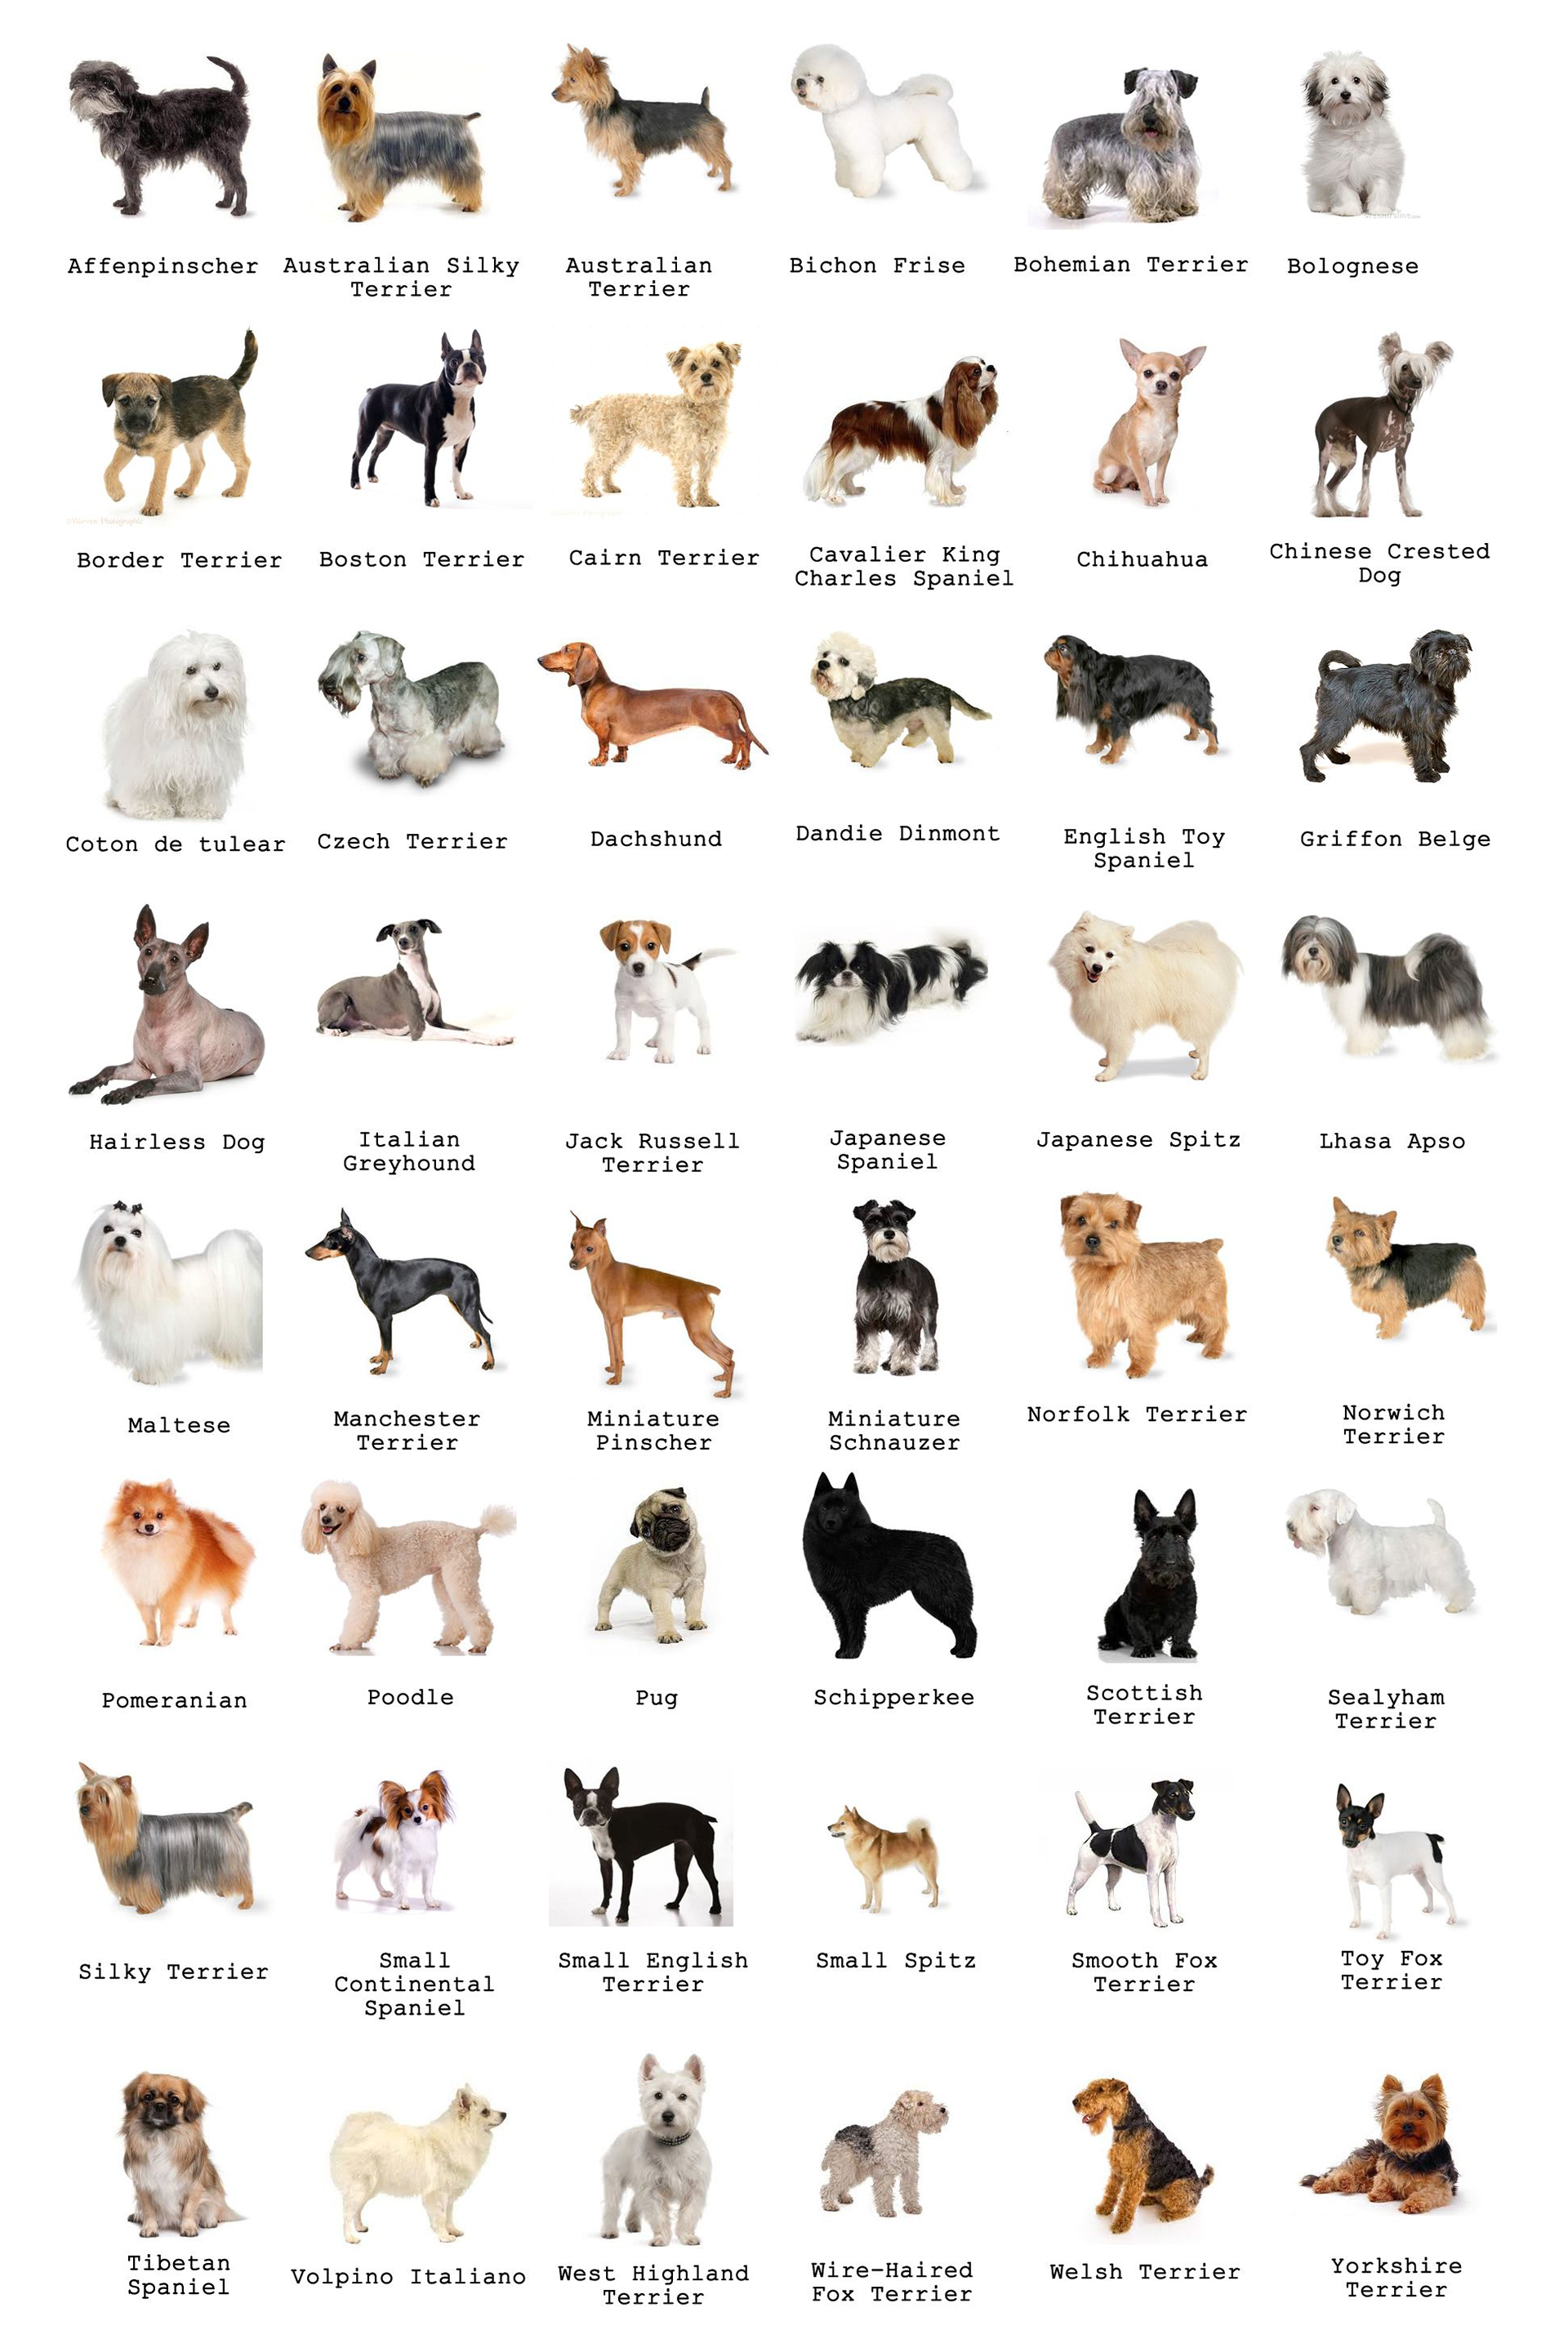 Affenpinscher
Australian Silky
Terrier
Australian
Terrier
Bichon Frise
Bohemian Terrier
Bolognese
Border Terrier
Boston Terrier
Cairn Terrier
Cavalier King
Charles Spaniel
Chihuahua
Chinese Crested
Dog
Coton de tulear
Czech Terrier
Dachshund
Dandie Dinmont
English Toy
Spaniel
Griffon Belge
Hairless Dog
Italian
Greyhound
Jack Russell
Terrier
Japanese
Spaniel
Japanese Spitz
Lhasa Apso
Maltese
Manchester
Terrier
Miniature
Pinscher
Miniature
Schnauzer
Norfolk Terrier
Norwich
Terrier
Pomeranian
Poodle
Pug
Schipperkee
Scottish
Terrier
Sealyham
Terrier
Silky Terrier
Small
Continental
Spaniel
Small English
Terrier
Small Spitz
Smooth Fox
Terrier
Toy Fox
Terrier
Tibetan
Spaniel
Volpino Italiano
West Highland
Terrier
Wire-Haired
Fox Terrier
Welsh Terrier
Yorkshire
Terrier